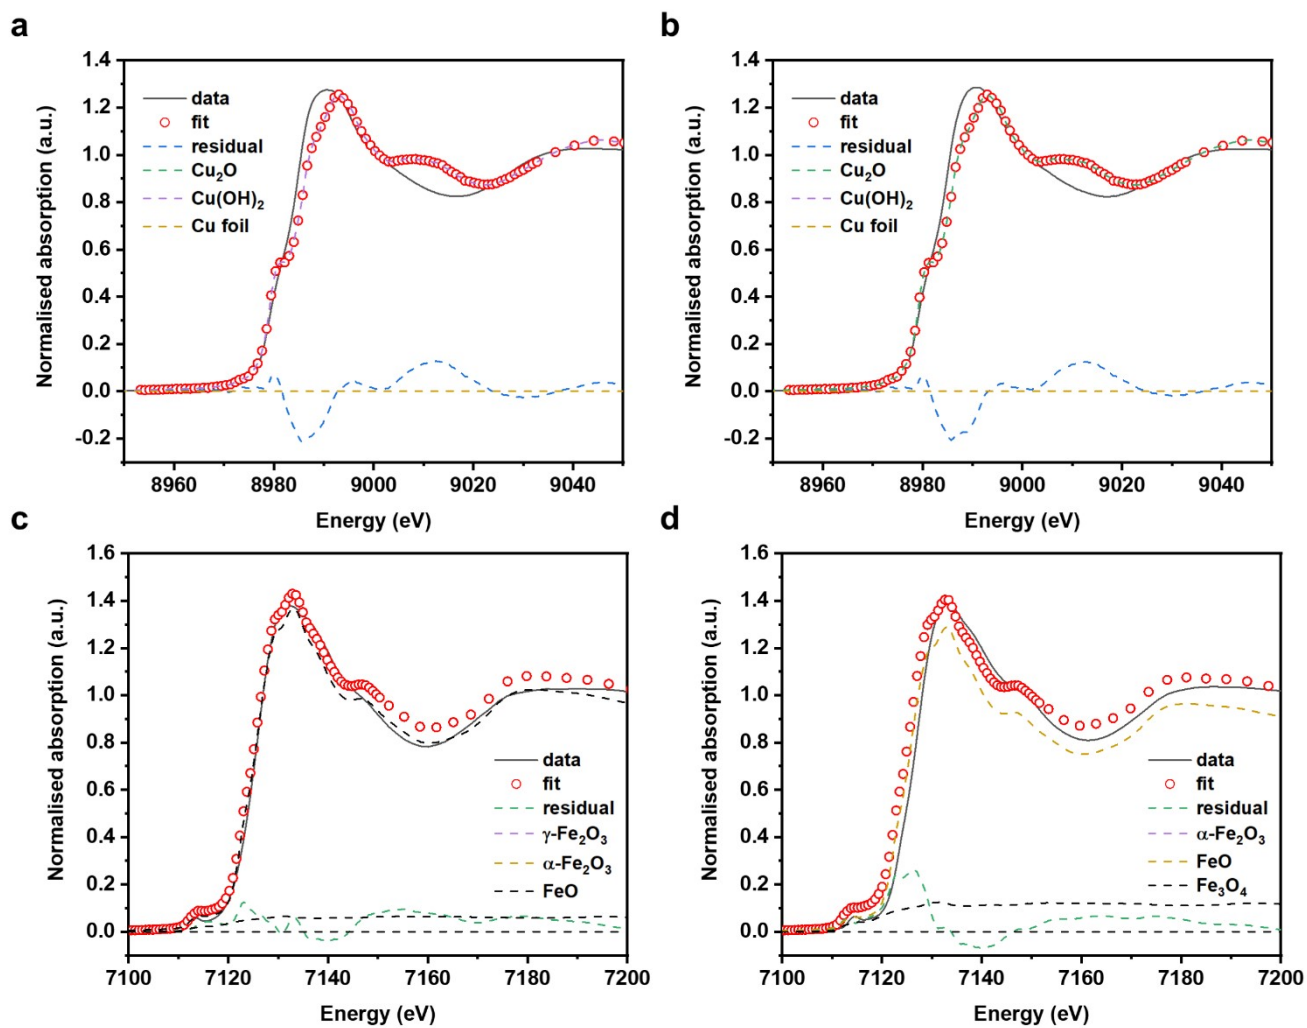 a
1.4
1.2
1.0
0.8
0.6
0.4
0.2
0.0
-0.2
Normalised absorption (a.u.)
data
fit
residual
Cu₂O
Cu(OH)₂
Cu foil
8960 8980 9000 9020 9040
Energy (eV)
b
1.4
1.2
1.0
0.8
0.6
0.4
0.2
0.0
-0.2
Normalised absorption (a.u.)
data
fit
residual
Cu₂O
Cu(OH)₂
Cu foil
8960 8980 9000 9020 9040
Energy (eV)
c
1.6
1.4
1.2
1.0
0.8
0.6
0.4
0.2
0.0
Normalised absorption (a.u.)
data
fit
residual
γ-Fe₂O₃
α-Fe₂O₃
FeO
7100 7120 7140 7160 7180 7200
Energy (eV)
d
1.6
1.4
1.2
1.0
0.8
0.6
0.4
0.2
0.0
Normalised absorption (a.u.)
data
fit
residual
α-Fe₂O₃
FeO
Fe₃O₄
7100 7120 7140 7160 7180 7200
Energy (eV)